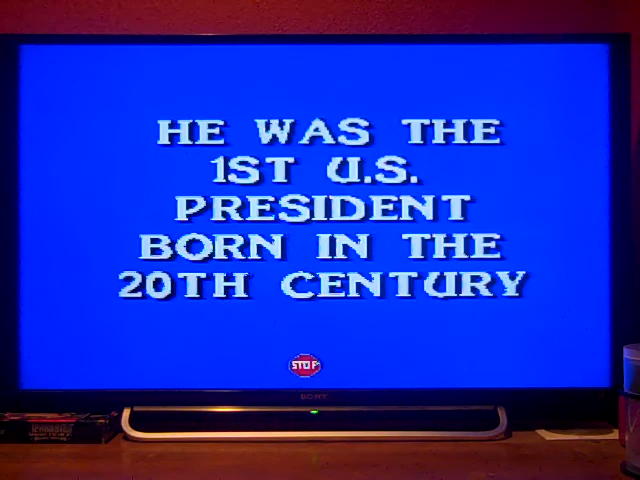 HE WAS THE
1ST U.S.
PRESIDENT
BORN IN THE
20TH CENTURY
STOP
SONY